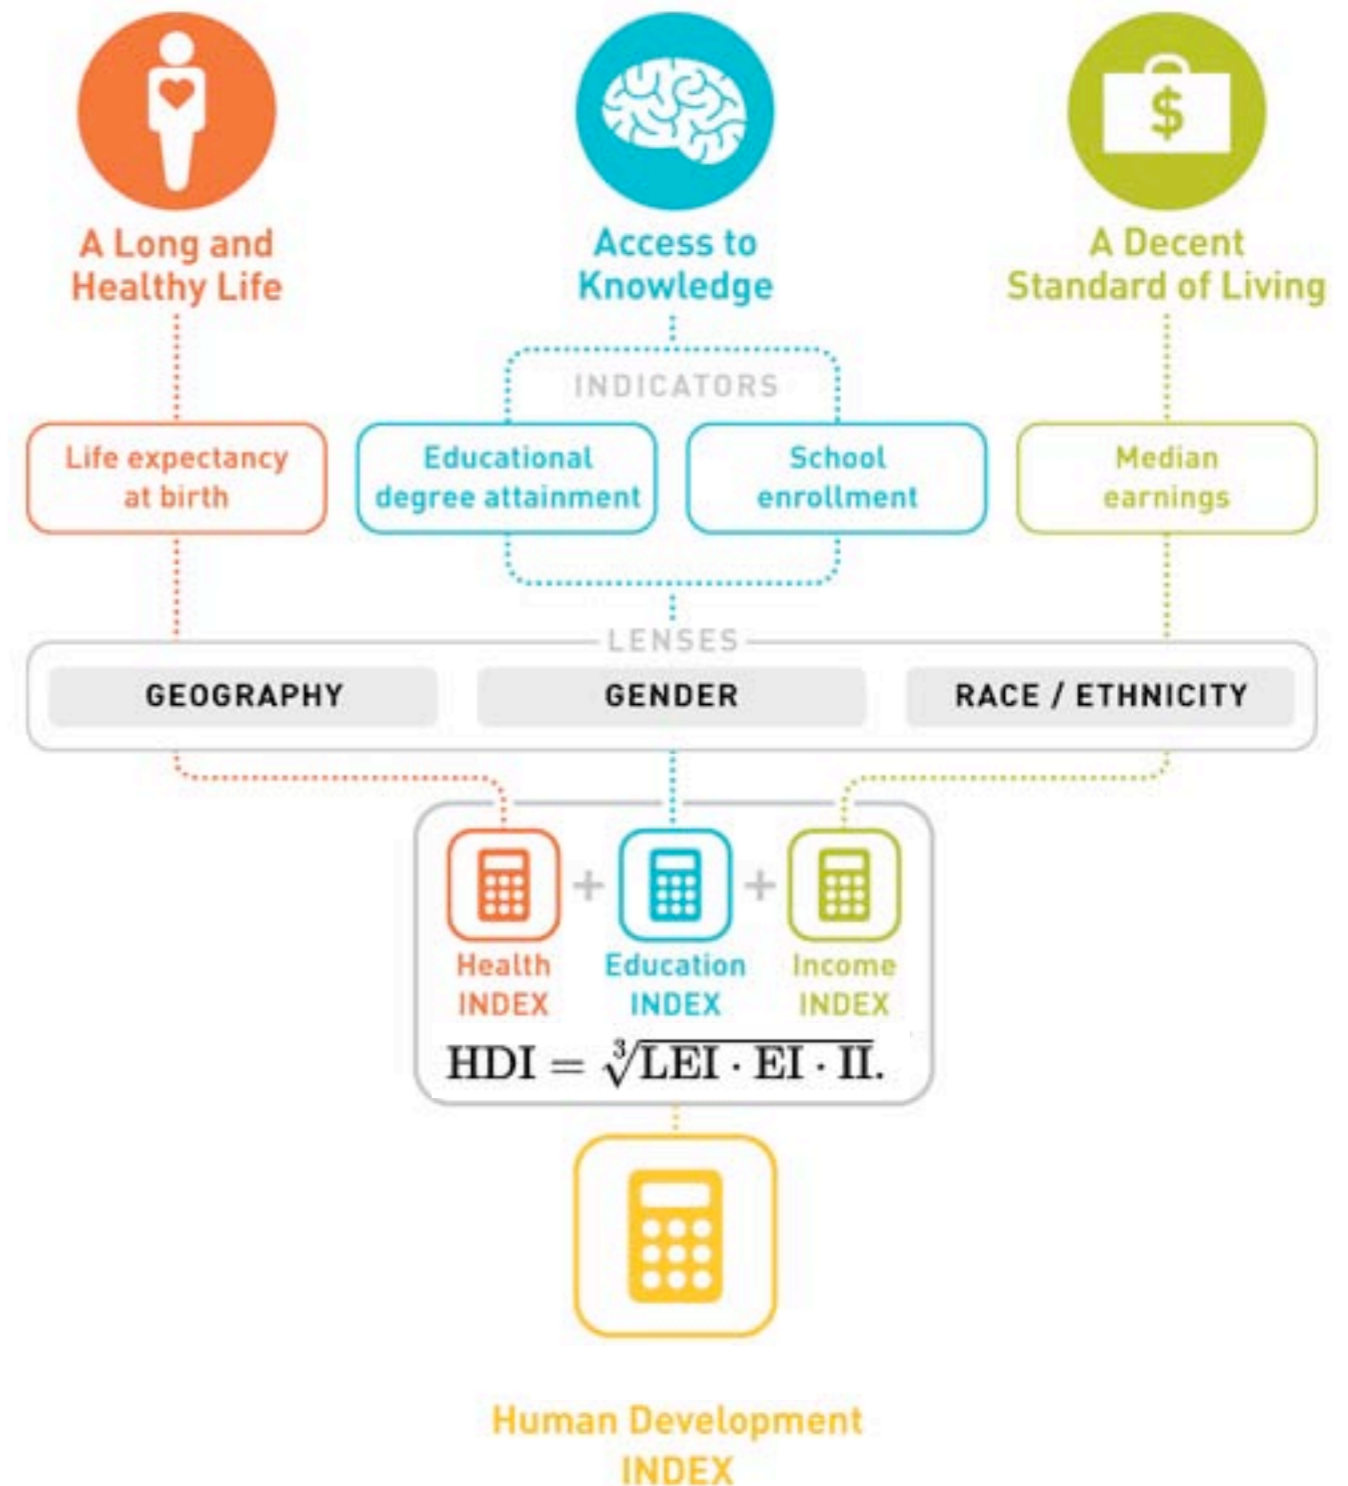 $
A Long and
Healthy Life
Access to
Knowledge
A Decent
Standard of Living
INDICATORS
Life expectancy
at birth
Educational
degree attainment
School
enrollment
Median
earnings
LENSES
GEOGRAPHY
GENDER
RACE / ETHNICITY
+ +
Health
INDEX
Education
INDEX
Income
INDEX
HDI = ∛LEI · EI · II.
Human Development
INDEX